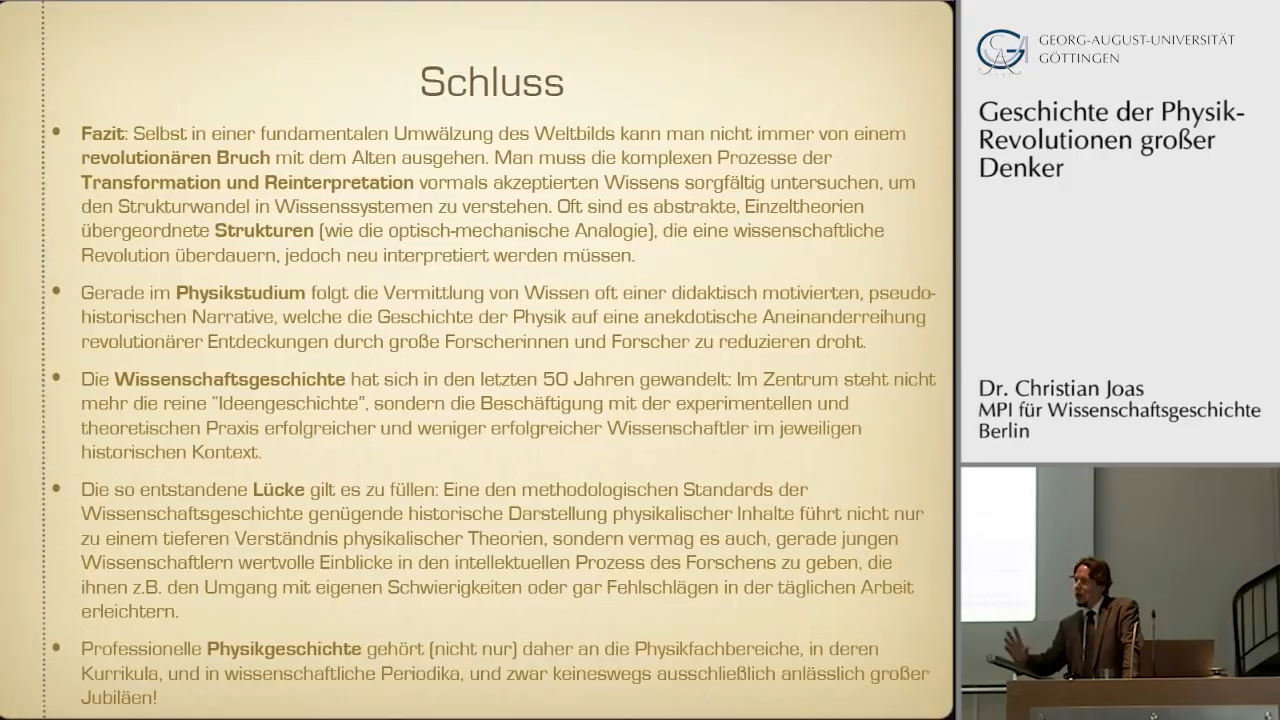 Schluss
• Fazit: Selbst in einer fundamentalen Umwälzung des Weltbilds kann man nicht immer von einem
revolutionären Bruch mit dem Alten ausgehen. Man muss die komplexen Prozesse der
Transformation und Reinterpretation vormals akzeptierten Wissens sorgfältig untersuchen, um
den Strukturwandel in Wissenssystemen zu verstehen. Oft sind es abstrakte, Einzeltheorien
übergeordnete Strukturen (wie die optisch-mechanische Analogie), die eine wissenschaftliche
Revolution überdauern, jedoch neu interpretiert werden müssen.
• Gerade im Physikstudium folgt die Vermittlung von Wissen oft einer didaktisch motivierten, pseudo-
historischen Narrative, welche die Geschichte der Physik auf eine anekdotische Aneinanderreihung
revolutionärer Entdeckungen durch große Forscherinnen und Forscher zu reduzieren droht.
• Die Wissenschaftsgeschichte hat sich in den letzten 50 Jahren gewandelt: Im Zentrum steht nicht
mehr die reine “Ideengeschichte”, sondern die Beschäftigung mit der experimentellen und
theoretischen Praxis erfolgreicher und weniger erfolgreicher Wissenschaftler im jeweiligen
historischen Kontext.
• Die so entstandene Lücke gilt es zu füllen: Eine den methodologischen Standards der
Wissenschaftsgeschichte genügende historische Darstellung physikalischer Inhalte führt nicht nur
zu einem tieferen Verständnis physikalischer Theorien, sondern vermag es auch, gerade jungen
Wissenschaftlern wertvolle Einblicke in den intellektuellen Prozess des Forschens zu geben, die
ihnen z.B. den Umgang mit eigenen Schwierigkeiten oder gar Fehlschlägen in der täglichen Arbeit
erleichtern.
• Professionelle Physikgeschichte gehört (nicht nur) daher an die Physikfachbereiche, in deren
Kurrikula, und in wissenschaftliche Periodika, und zwar keineswegs ausschließlich anlässlich großer
Jubiläen!
GEORG-AUGUST-UNIVERSITÄT
GÖTTINGEN
Geschichte der Physik-
Revolutionen großer
Denker
Dr. Christian Joas
MPI für Wissenschaftsgeschichte
Berlin